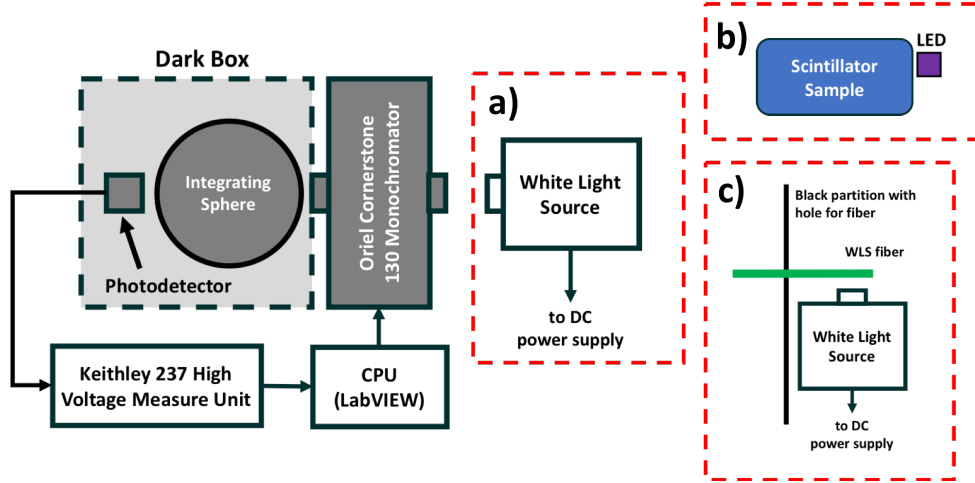 Dark Box
Integrating
Sphere
Photodetector
Oriel Cornerstone
130 Monochromator
Keithley 237 High
Voltage Measure Unit
CPU
(LabVIEW)
a)
White Light
Source
to DC
power supply
b)
LED
Scintillator
Sample
c)
Black partition with
hole for fiber
WLS fiber
White Light
Source
to DC
power supply